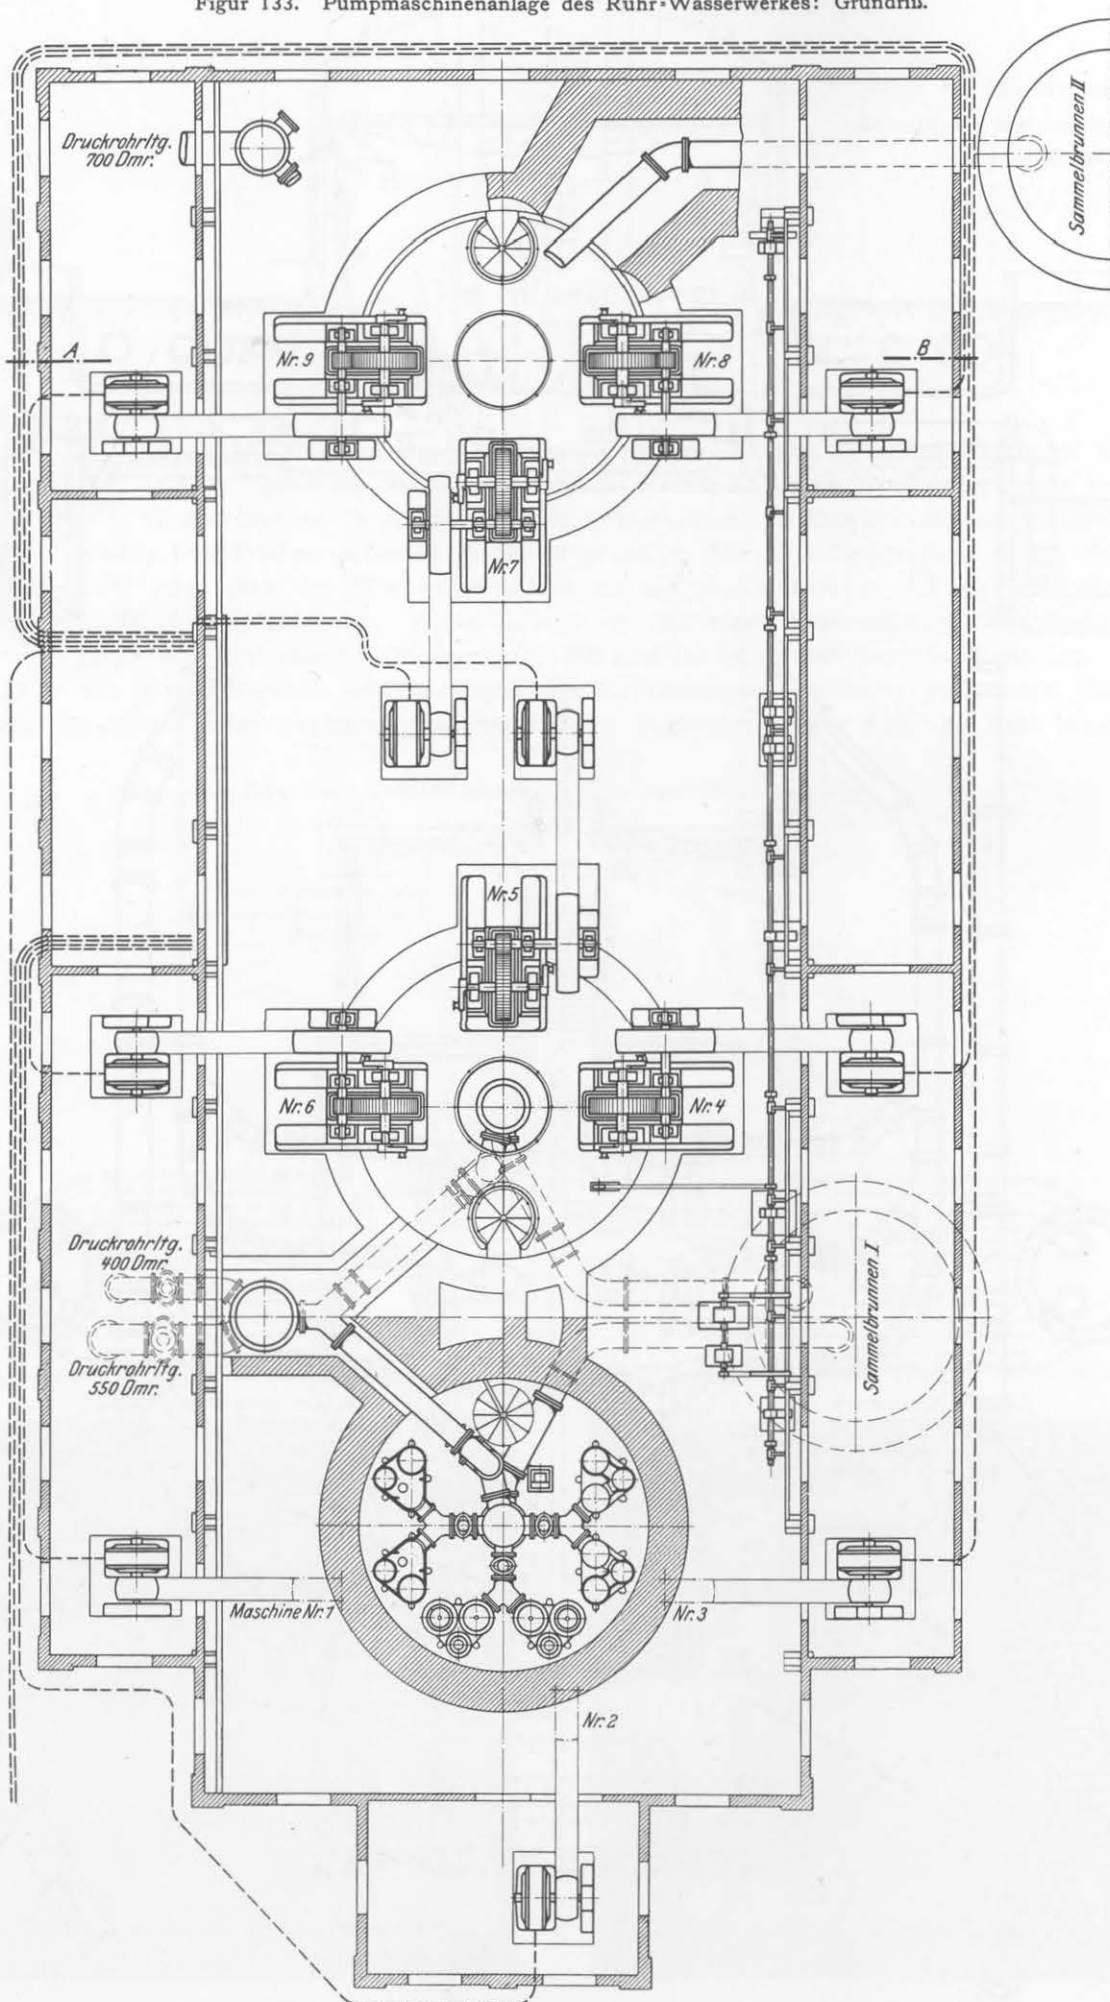 Figur 133. Pumpmaschinenanlage des Ruhr-Wasserwerkes: Grundriß.
Druckrohrltg.
700 Dmr.
Sammelbrunnen II
A
B
Nr. 9
Nr. 8
Nr. 7
Nr. 5
Nr. 6
Nr. 4
Druckrohrltg.
400 Dmr.
Druckrohrltg.
550 Dmr.
Sammelbrunnen I
Maschine Nr. 1
Nr. 3
Nr. 2